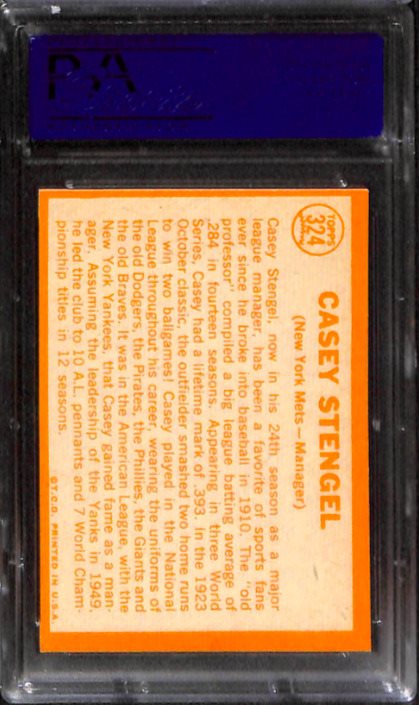 PSA
TOPPS
324
CASEY STENGEL
(New York Mets — Manager)
Casey Stengel, now in his 24th season as a major
league manager, has been a favorite of sports fans
ever since he broke into baseball in 1910. The "old
professor" compiled a big league batting average of
.284 in fourteen seasons. Appearing in three World
Series, Casey had a lifetime mark of .393. In the 1923
October classic, the outfielder smashed two home runs
to win two ballgames! Casey played in the National
League throughout his career, wearing the uniforms of
the old Dodgers, the Pirates, the Phillies, the Giants and
the old Braves. It was in the American League, with the
New York Yankees, that Casey gained fame as a man-
ager. Assuming the leadership of the Yanks in 1949,
he led the club to 10 A.L. pennants and 7 World Cham-
pionship titles in 12 seasons.
©T.C.G. PRINTED IN U.S.A.